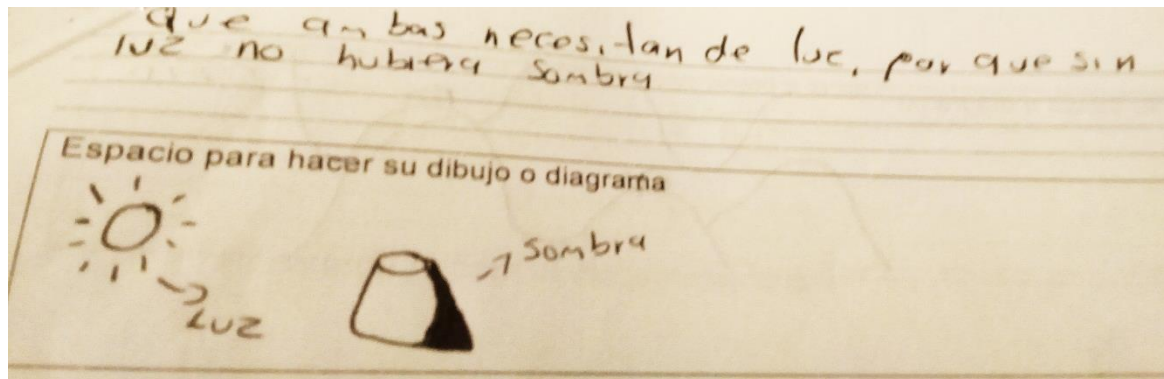 que ambas necesitan de luc, por que sin
luz no hubiera sombra
Espacio para hacer su dibujo o diagrama
Sombra
Luz